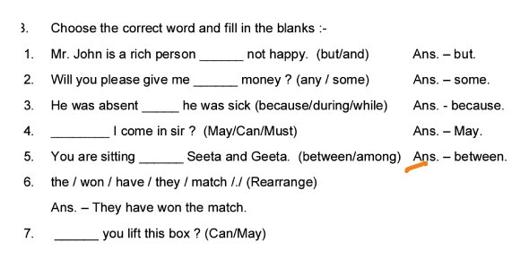 3. Choose the correct word and fill in the blanks :-
1. Mr. John is a rich person ______ not happy. (but/and) Ans. – but.
2. Will you please give me ______ money ? (any / some) Ans. – some.
3. He was absent _____ he was sick (because/during/while) Ans. - because.
4. ________ I come in sir ? (May/Can/Must) Ans. – May.
5. You are sitting ______ Seeta and Geeta. (between/among) Ans. – between.
6. the / won / have / they / match /./ (Rearrange)
Ans. – They have won the match.
7. ______ you lift this box ? (Can/May)